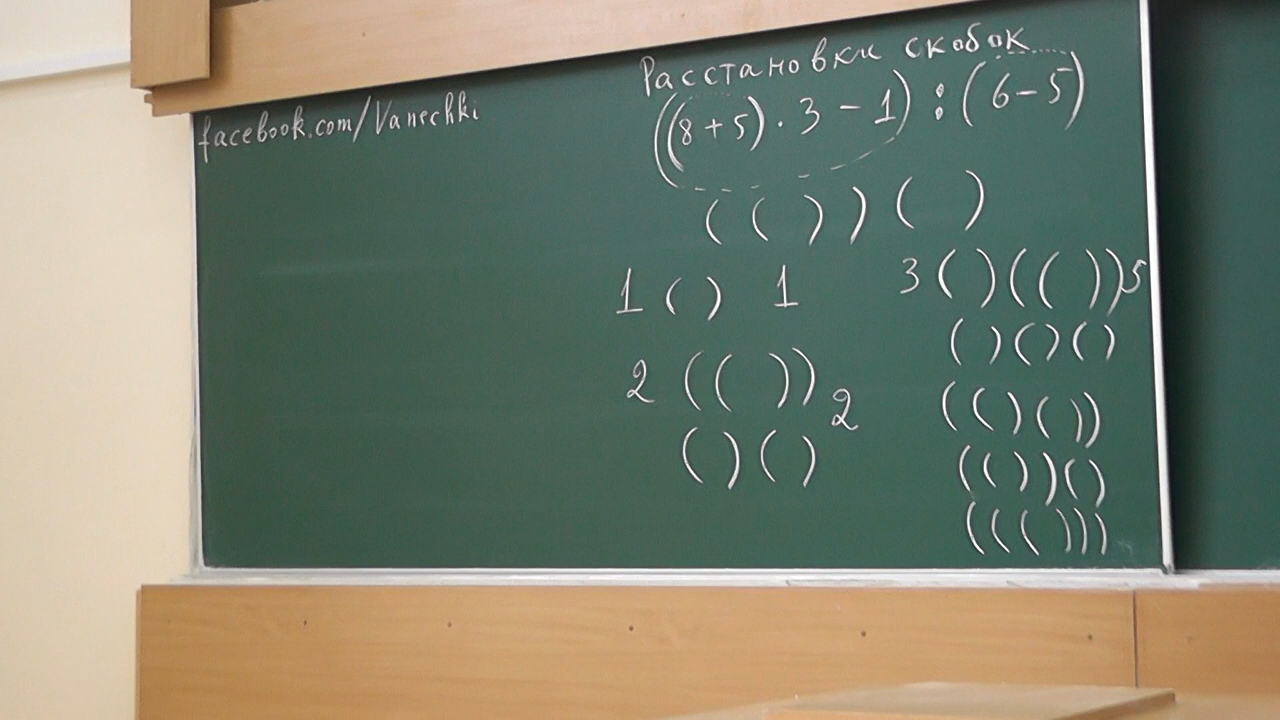 facebook.com/Vanechki
Расстановки скобок
((8+5)·3-1):(6-5)
(())()
1 () 1
2 (()) 2
()()
3 ()(()) 5
()()()
(()())
(())()
((()))